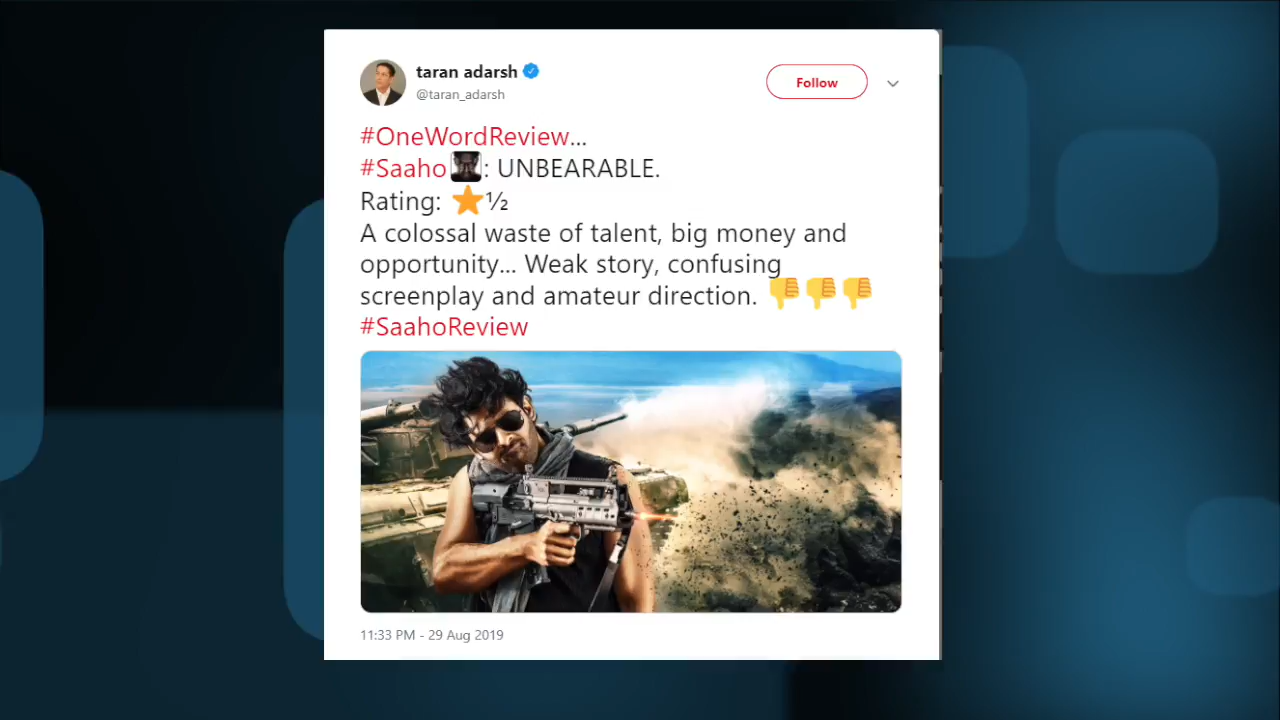 taran adarsh
@taran_adarsh
Follow
#OneWordReview...
#Saaho : UNBEARABLE.
Rating: ⭐½
A colossal waste of talent, big money and
opportunity... Weak story, confusing
screenplay and amateur direction. 👎👎👎
#SaahoReview
11:33 PM - 29 Aug 2019